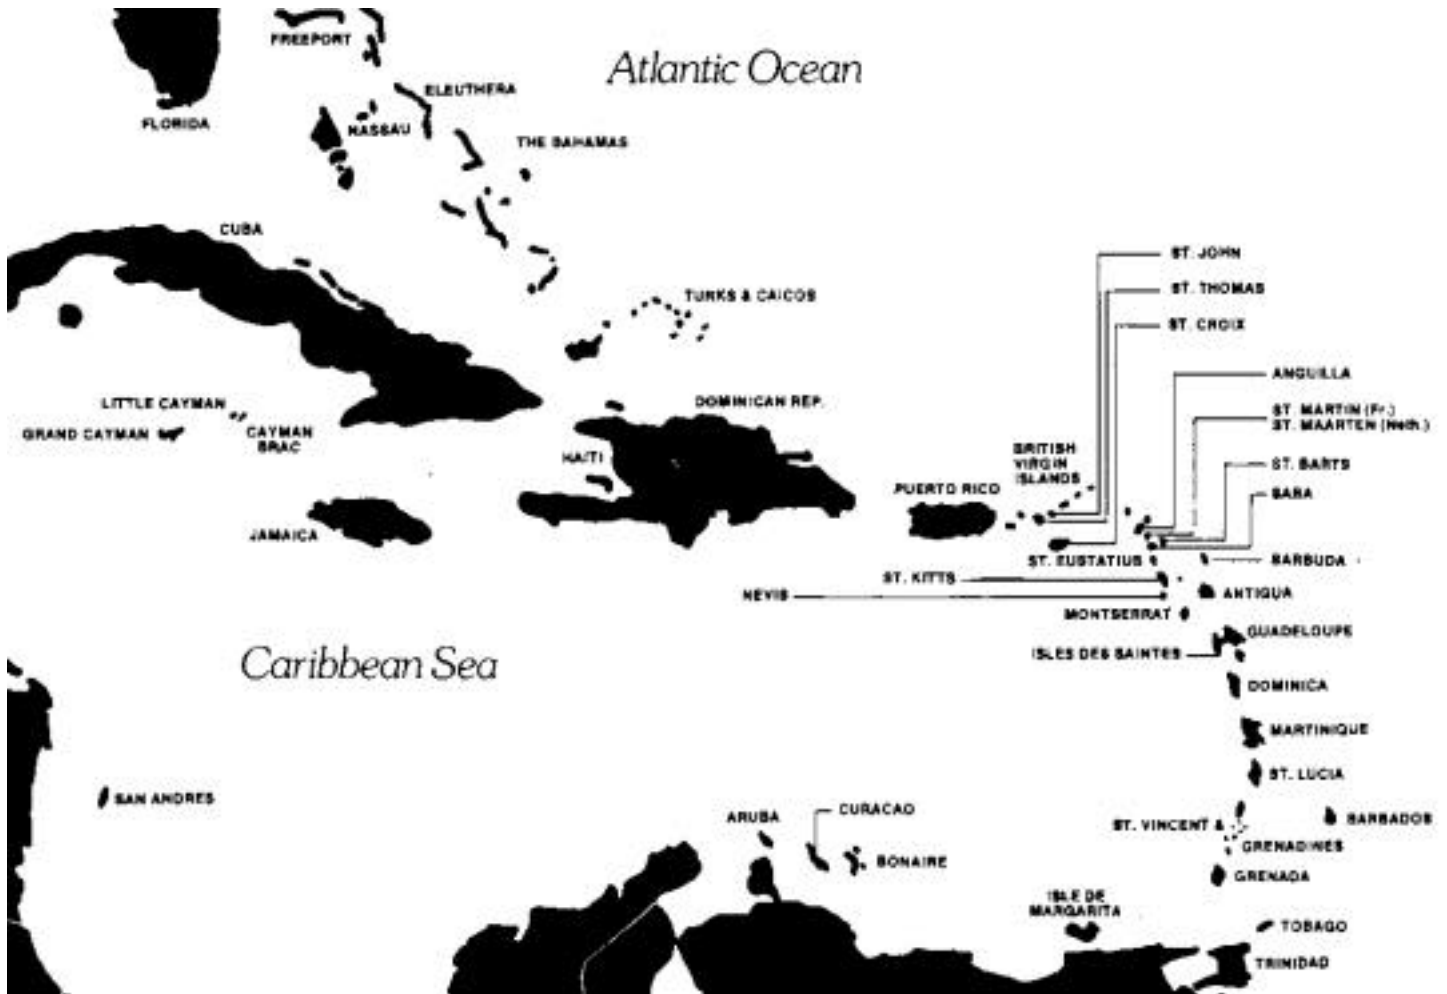 FREEPORT
Atlantic Ocean
ELEUTHERA
FLORIDA
NASSAU
THE BAHAMAS
CUBA
ST. JOHN
ST. THOMAS
TURKS & CAICOS
ST. CROIX
ANGUILLA
LITTLE CAYMAN
DOMINICAN REP.
ST. MARTIN (Fr.)
ST. MAARTEN (Neth.)
GRAND CAYMAN
CAYMAN
BRAC
HAITI
BRITISH
VIRGIN
ISLANDS
ST. BARTS
PUERTO RICO
SABA
JAMAICA
ST. EUSTATIUS
BARBUDA
ST. KITTS
NEVIS
ANTIGUA
MONTSERRAT
GUADELOUPE
ISLES DES SAINTES
Caribbean Sea
DOMINICA
MARTINIQUE
ST. LUCIA
SAN ANDRES
CURACAO
ARUBA
ST. VINCENT &
GRENADINES
BARBADOS
BONAIRE
GRENADA
ISLE DE
MARGARITA
TOBAGO
TRINIDAD